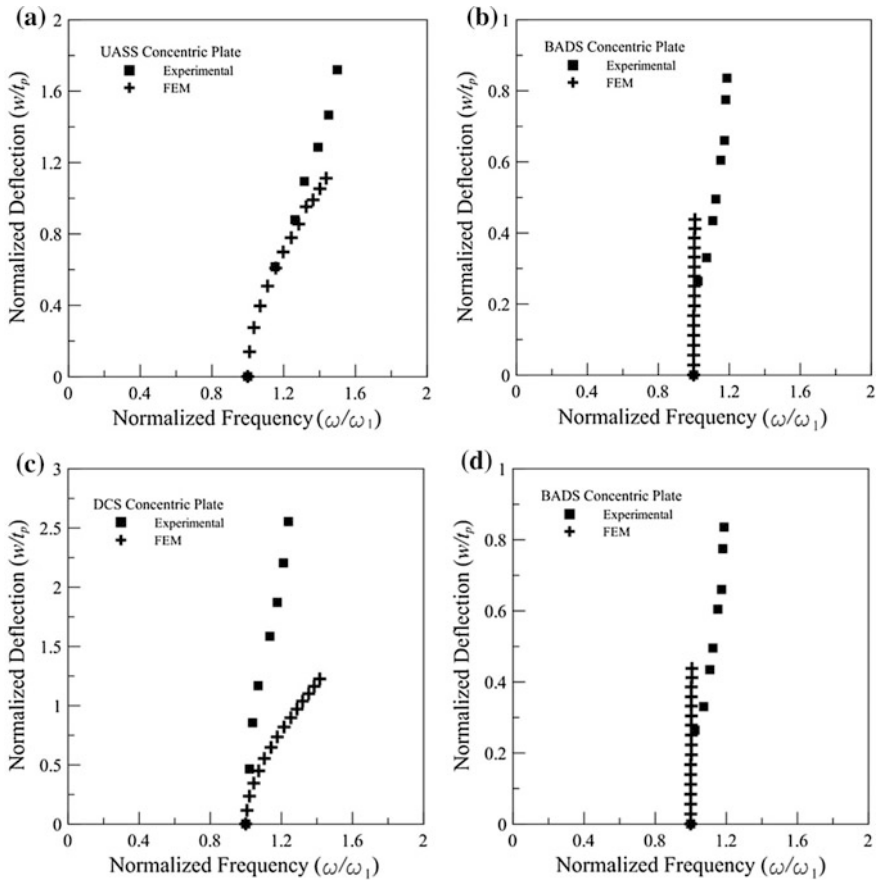 (a)
2
1.6
1.2
0.8
0.4
0
Normalized Deflection (w/tₚ)
UASS Concentric Plate
Experimental
FEM
0 0.4 0.8 1.2 1.6 2
Normalized Frequency (ω/ω₁)
(b)
1
0.8
0.6
0.4
0.2
0
Normalized Deflection (w/tₚ)
BADS Concentric Plate
Experimental
FEM
0 0.4 0.8 1.2 1.6 2
Normalized Frequency (ω/ω₁)
(c)
3
2.5
2
1.5
1
0.5
0
Normalized Deflection (w/tₚ)
DCS Concentric Plate
Experimental
FEM
0 0.4 0.8 1.2 1.6 2
Normalized Frequency (ω/ω₁)
(d)
1
0.8
0.6
0.4
0.2
0
Normalized Deflection (w/tₚ)
BADS Concentric Plate
Experimental
FEM
0 0.4 0.8 1.2 1.6 2
Normalized Frequency (ω/ω₁)